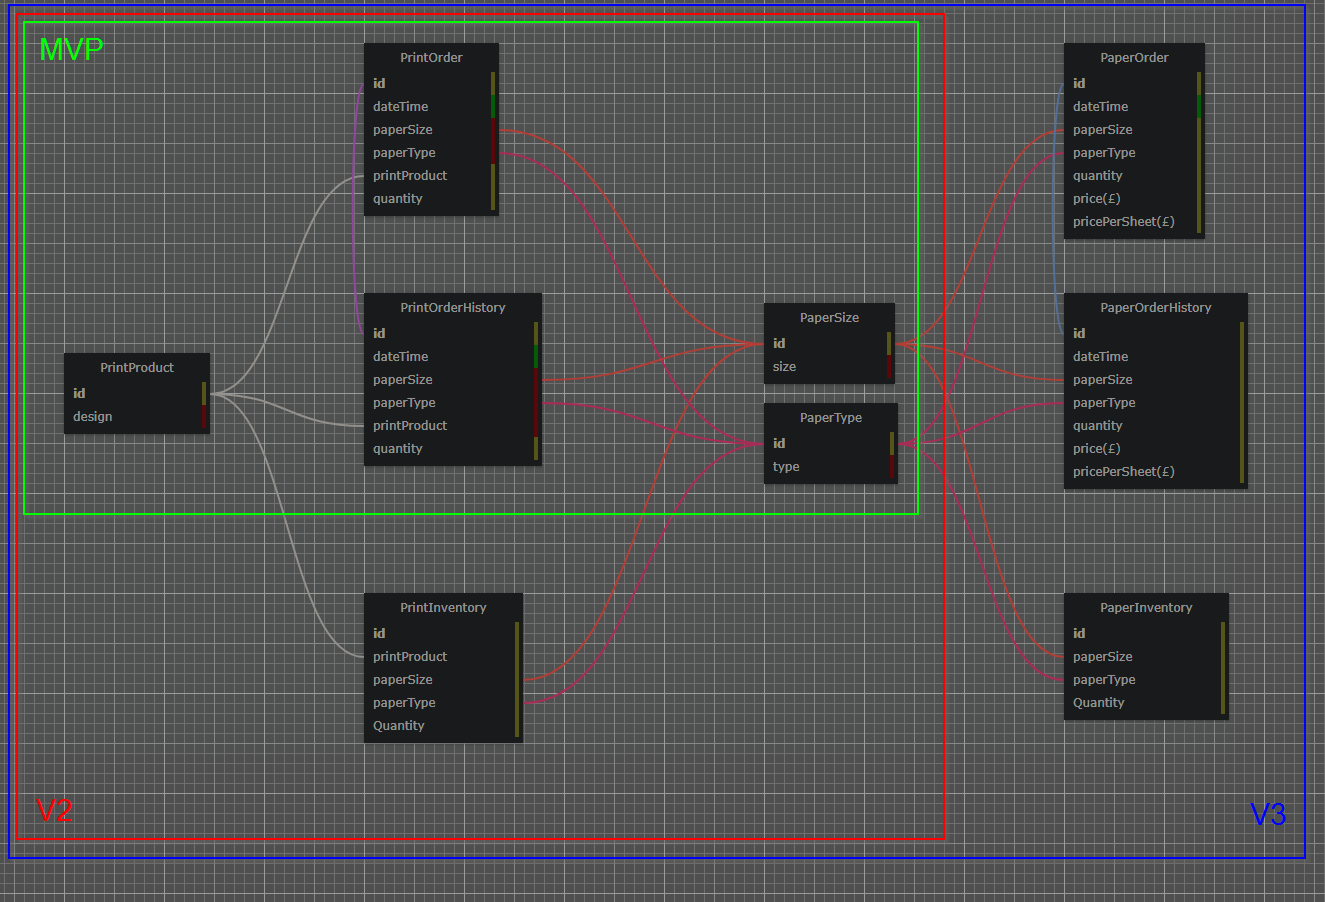 MVP
PrintOrder
id
dateTime
paperSize
paperType
printProduct
quantity
PaperOrder
id
dateTime
paperSize
paperType
quantity
price(£)
pricePerSheet(£)
PrintProduct
id
design
PrintOrderHistory
id
dateTime
paperSize
paperType
printProduct
quantity
PaperSize
id
size
PaperType
id
type
PaperOrderHistory
id
dateTime
paperSize
paperType
quantity
price(£)
pricePerSheet(£)
PrintInventory
id
printProduct
paperSize
paperType
Quantity
PaperInventory
id
paperSize
paperType
Quantity
V2
V3